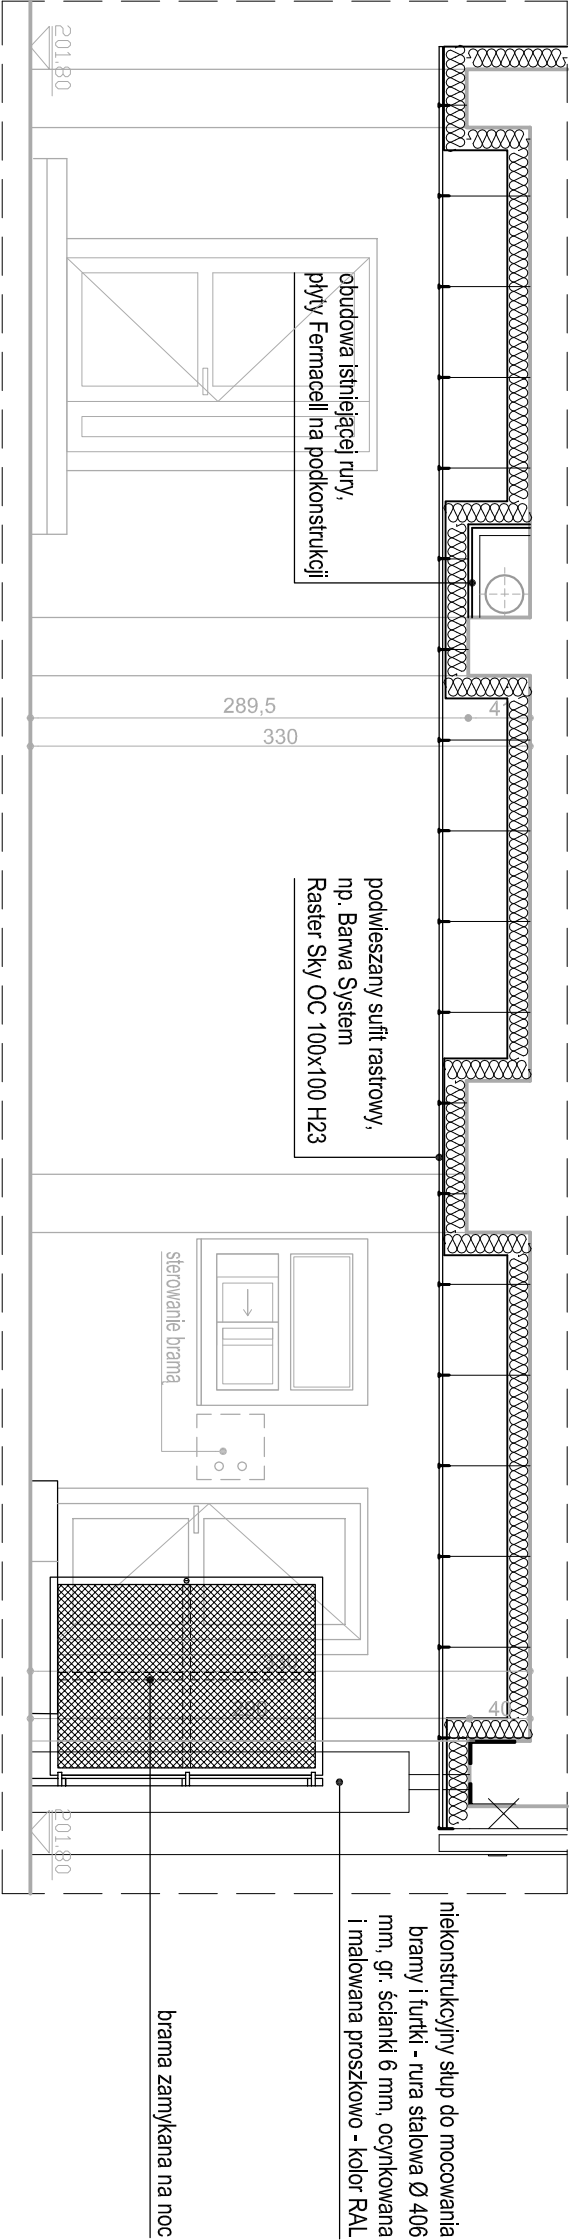 201,80
obudowa istniejącej rury,
płyty Fermacell na podkonstrukcji
289,5
41
330
podwieszany sufit rastrowy,
np. Barwa System
Raster Sky OC 100x100 H23
sterowanie brama
40
201,80
niekonstrukcyjny słup do mocowania
bramy i furtki - rura stalowa Ø 406
mm, gr. ścianki 6 mm, ocynkowana
i malowana proszkowo - kolor RAL
brama zamykana na noc